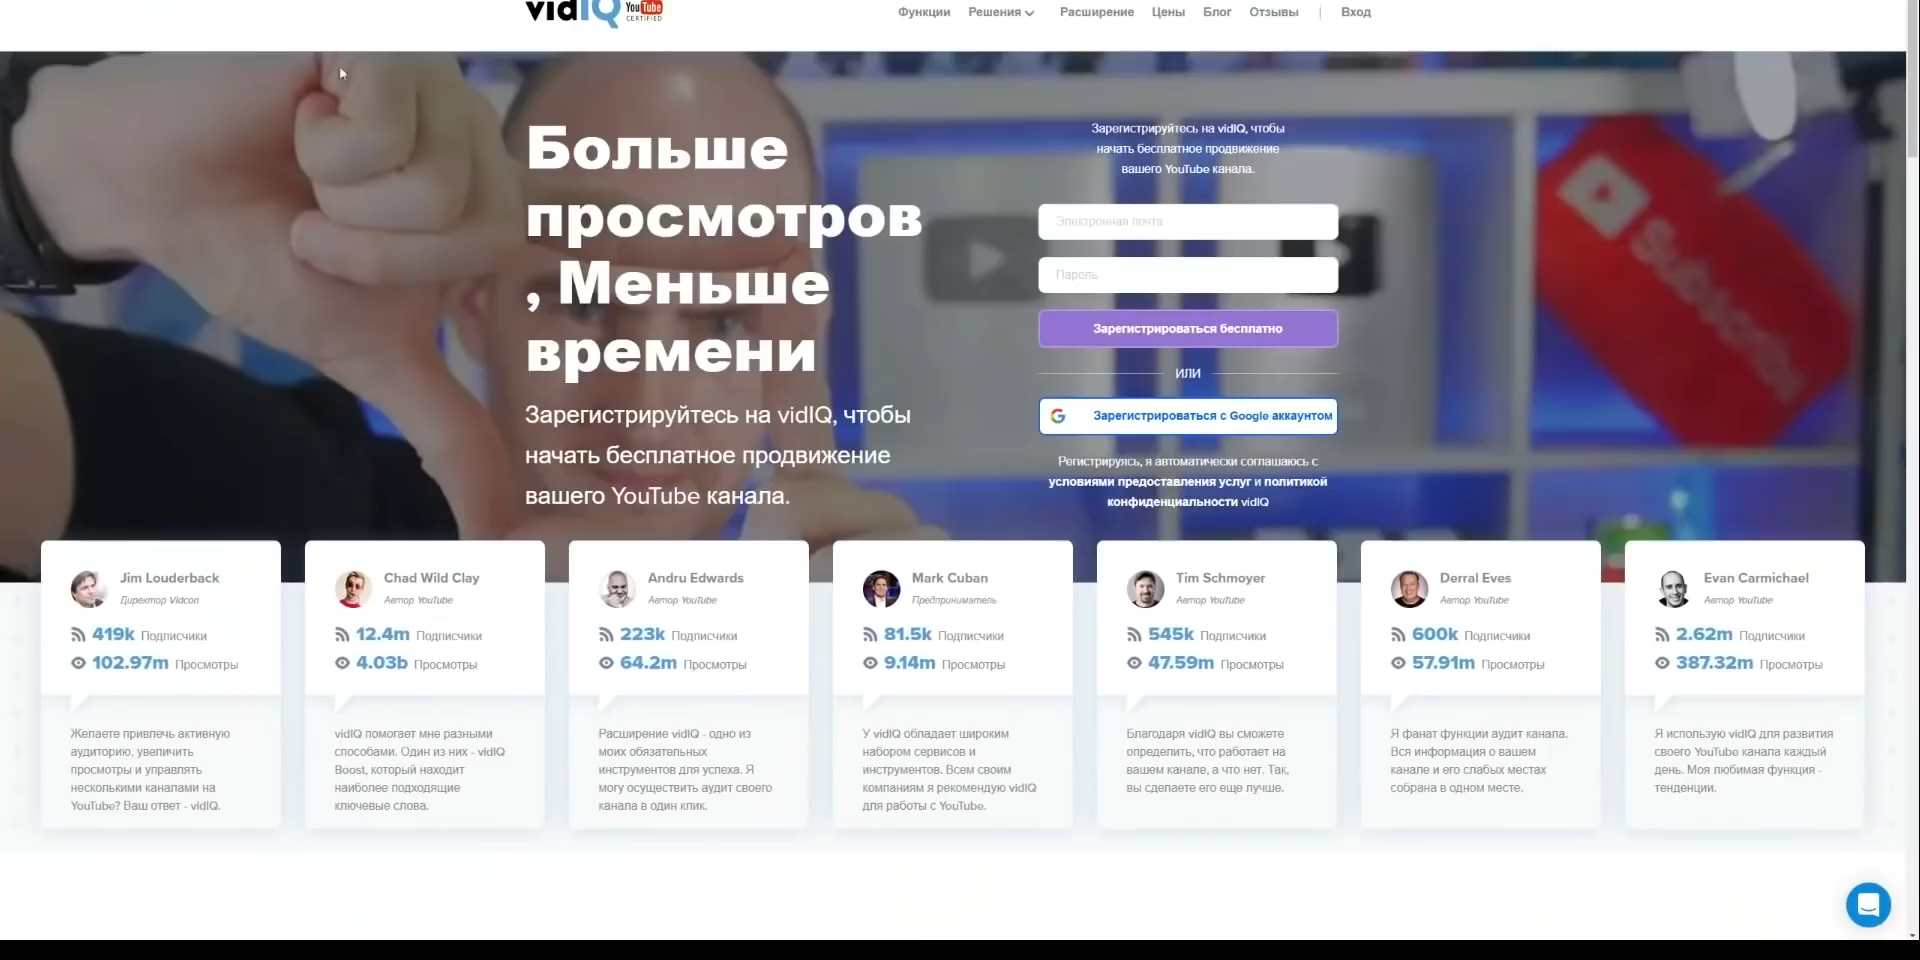 vidIQ YouTube CERTIFIED
Функции Решения Расширение Цены Блог Отзывы Вход
Больше
просмотров
, Меньше
времени
Зарегистрируйтесь на vidIQ, чтобы
начать бесплатное продвижение
вашего YouTube канала.
Зарегистрируйтесь на vidIQ, чтобы
начать бесплатное продвижение
вашего YouTube канала.
Электронная почта
Пароль
Зарегистрироваться бесплатно
ИЛИ
Зарегистрироваться с Google аккаунтом
Регистрируясь, я автоматически соглашаюсь с
условиями предоставления услуг и политикой
конфиденциальности vidIQ
Subscribe
Jim Louderback
Директор Vidcon
419k Подписчики
102.97m Просмотры
Желаете привлечь активную
аудиторию, увеличить
просмотры и управлять
несколькими каналами на
YouTube? Ваш ответ - vidIQ.
Chad Wild Clay
Автор YouTube
12.4m Подписчики
4.03b Просмотры
vidIQ помогает мне разными
способами. Один из них - vidIQ
Boost, который находит
наиболее подходящие
ключевые слова.
Andru Edwards
Автор YouTube
223k Подписчики
64.2m Просмотры
Расширение vidIQ - одно из
моих обязательных
инструментов для успеха. Я
могу осуществить аудит своего
канала в один клик.
Mark Cuban
Предприниматель
81.5k Подписчики
9.14m Просмотры
У vidIQ обладает широким
набором сервисов и
инструментов. Всем своим
компаниям я рекомендую vidIQ
для работы с YouTube.
Tim Schmoyer
Автор YouTube
545k Подписчики
47.59m Просмотры
Благодаря vidIQ вы сможете
определить, что работает на
вашем канале, а что нет. Так,
вы сделаете его еще лучше.
Derral Eves
Автор YouTube
600k Подписчики
57.91m Просмотры
Я фанат функции аудит канала.
Вся информация о вашем
канале и его слабых местах
собрана в одном месте.
Evan Carmichael
Автор YouTube
2.62m Подписчики
387.32m Просмотры
Я использую vidIQ для развития
своего YouTube канала каждый
день. Моя любимая функция -
тенденции.